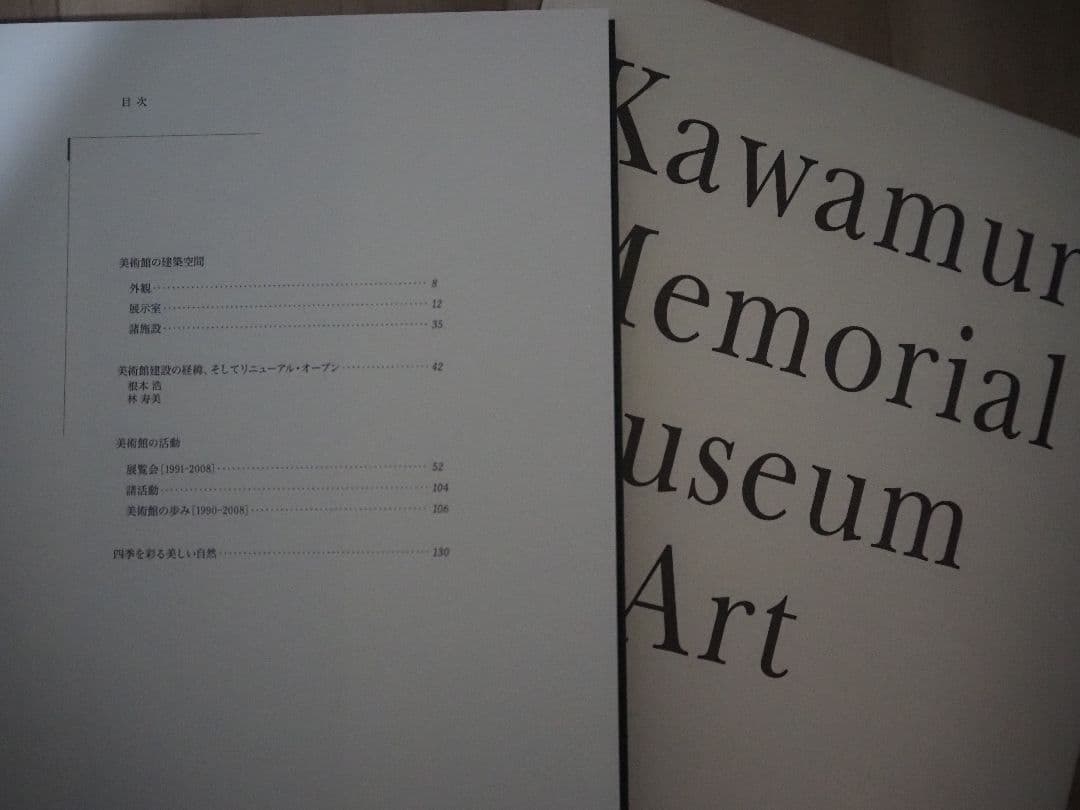 目次
美術館の建築空間
外観 8
展示室 12
諸施設 35
美術館建設の経緯、そしてリニューアル・オープン 42
根本 浩
林 寿美
美術館の活動
展覧会[1991-2008] 52
諸活動 104
美術館の歩み[1990-2008] 106
四季を彩る美しい自然 130
Kawamur
Memorial
useum
Art